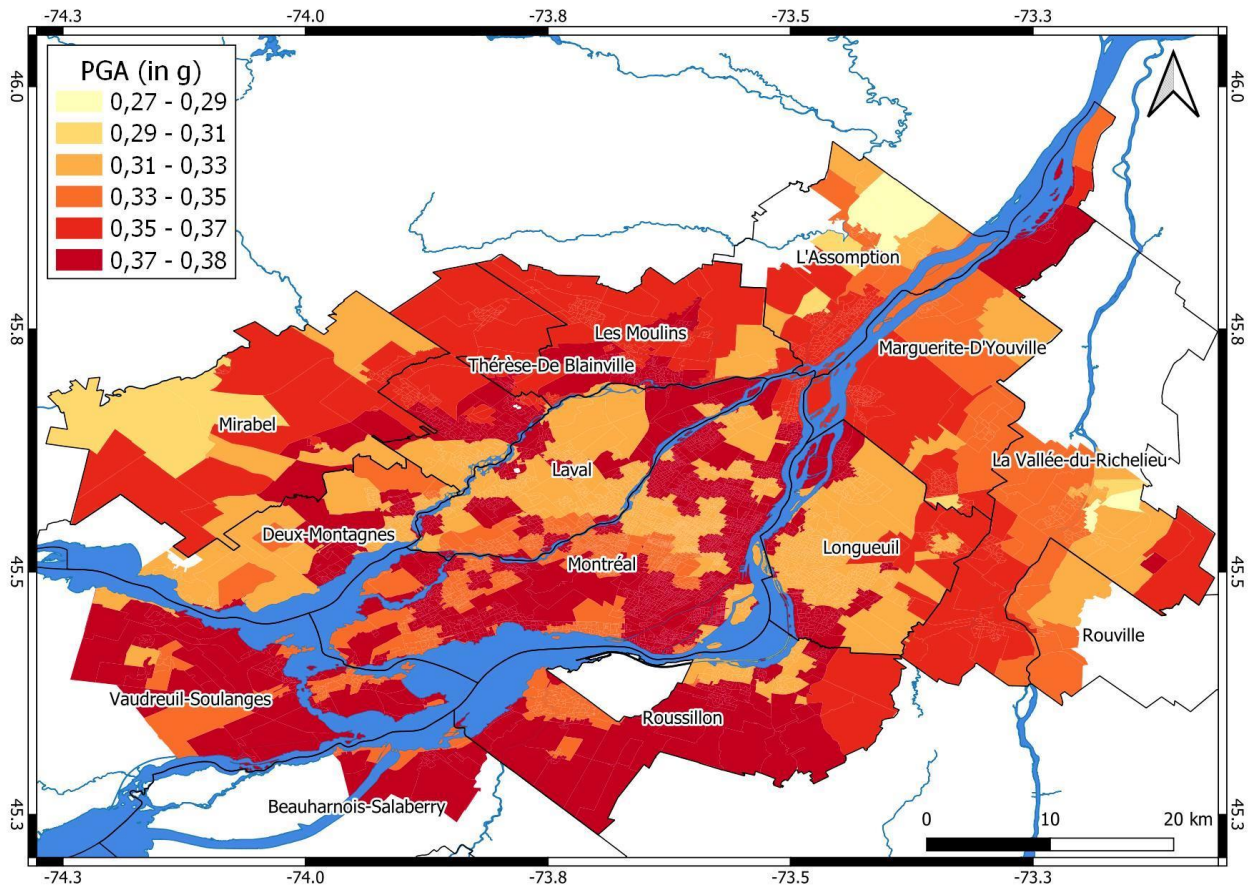 -74.3 -74.0 -73.8 -73.5 -73.3
PGA (in g)
0,27 - 0,29
0,29 - 0,31
0,31 - 0,33
0,33 - 0,35
0,35 - 0,37
0,37 - 0,38
46.0 46.0
L'Assomption
45.8 45.8
Les Moulins
Marguerite-D'Youville
Thérèse-De Blainville
Mirabel
La Vallée-du-Richelieu
Laval
Deux-Montagnes
Longueuil
Montréal
45.5 45.5
Rouville
Vaudreuil-Soulanges
Roussillon
Beauharnois-Salaberry
45.3 45.3
0 10 20 km
-74.3 -74.0 -73.8 -73.5 -73.3